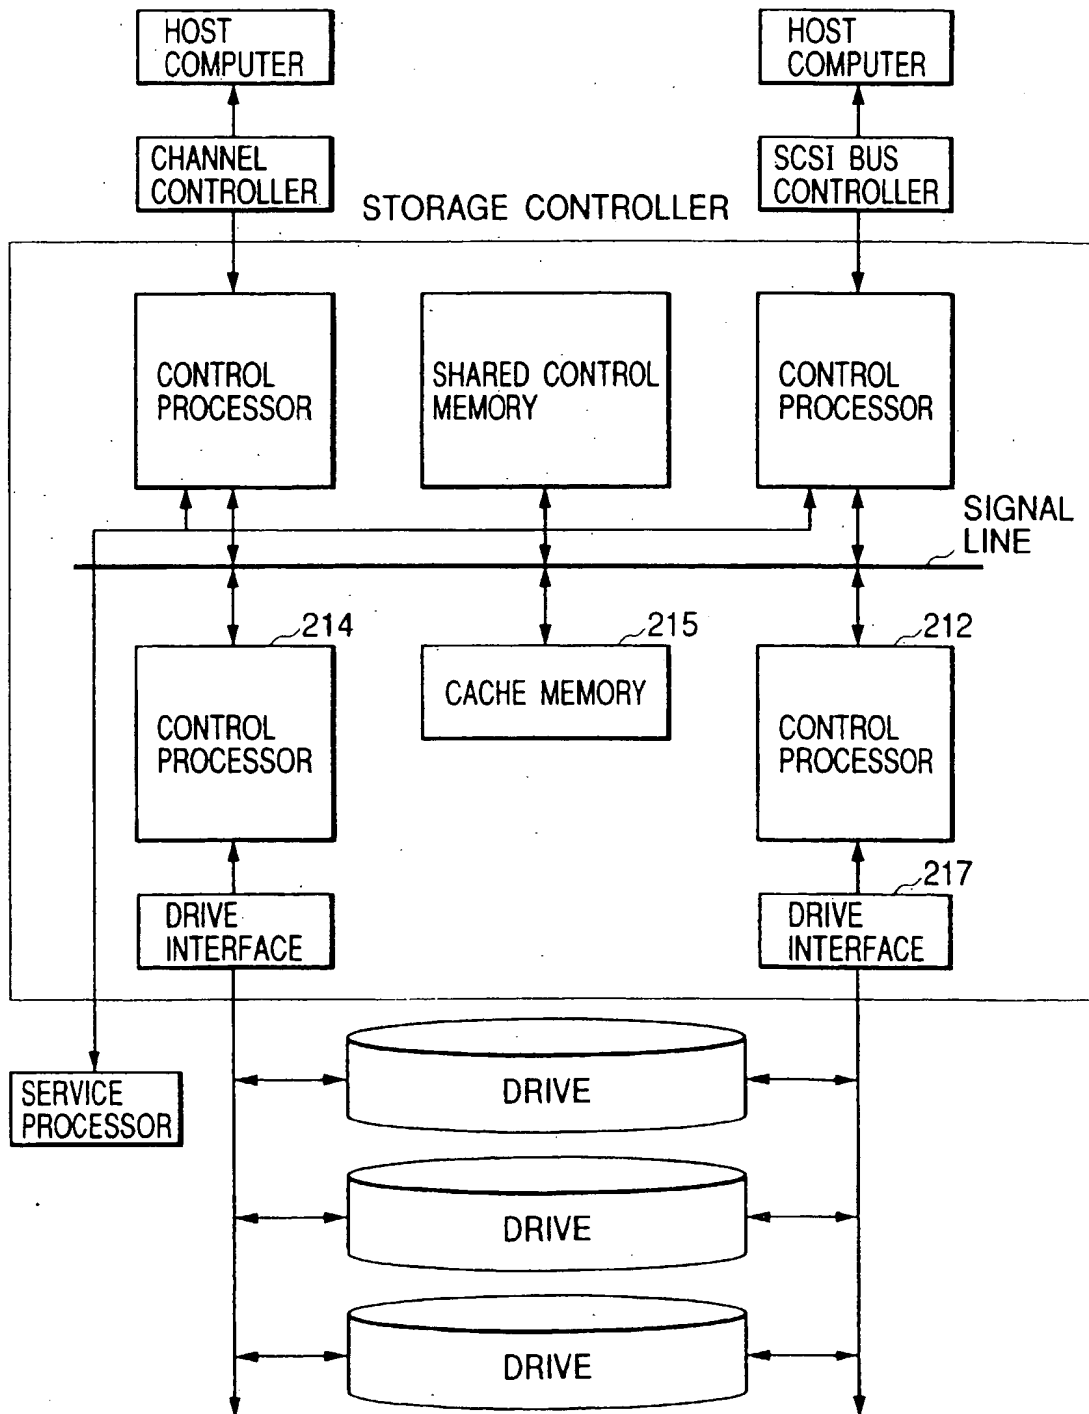 HOST
COMPUTER
HOST
COMPUTER
CHANNEL
CONTROLLER
SCSI BUS
CONTROLLER
STORAGE CONTROLLER
CONTROL
PROCESSOR
SHARED CONTROL
MEMORY
CONTROL
PROCESSOR
SIGNAL
LINE
214
215
212
CONTROL
PROCESSOR
CACHE MEMORY
CONTROL
PROCESSOR
217
DRIVE
INTERFACE
DRIVE
INTERFACE
SERVICE
PROCESSOR
DRIVE
DRIVE
DRIVE